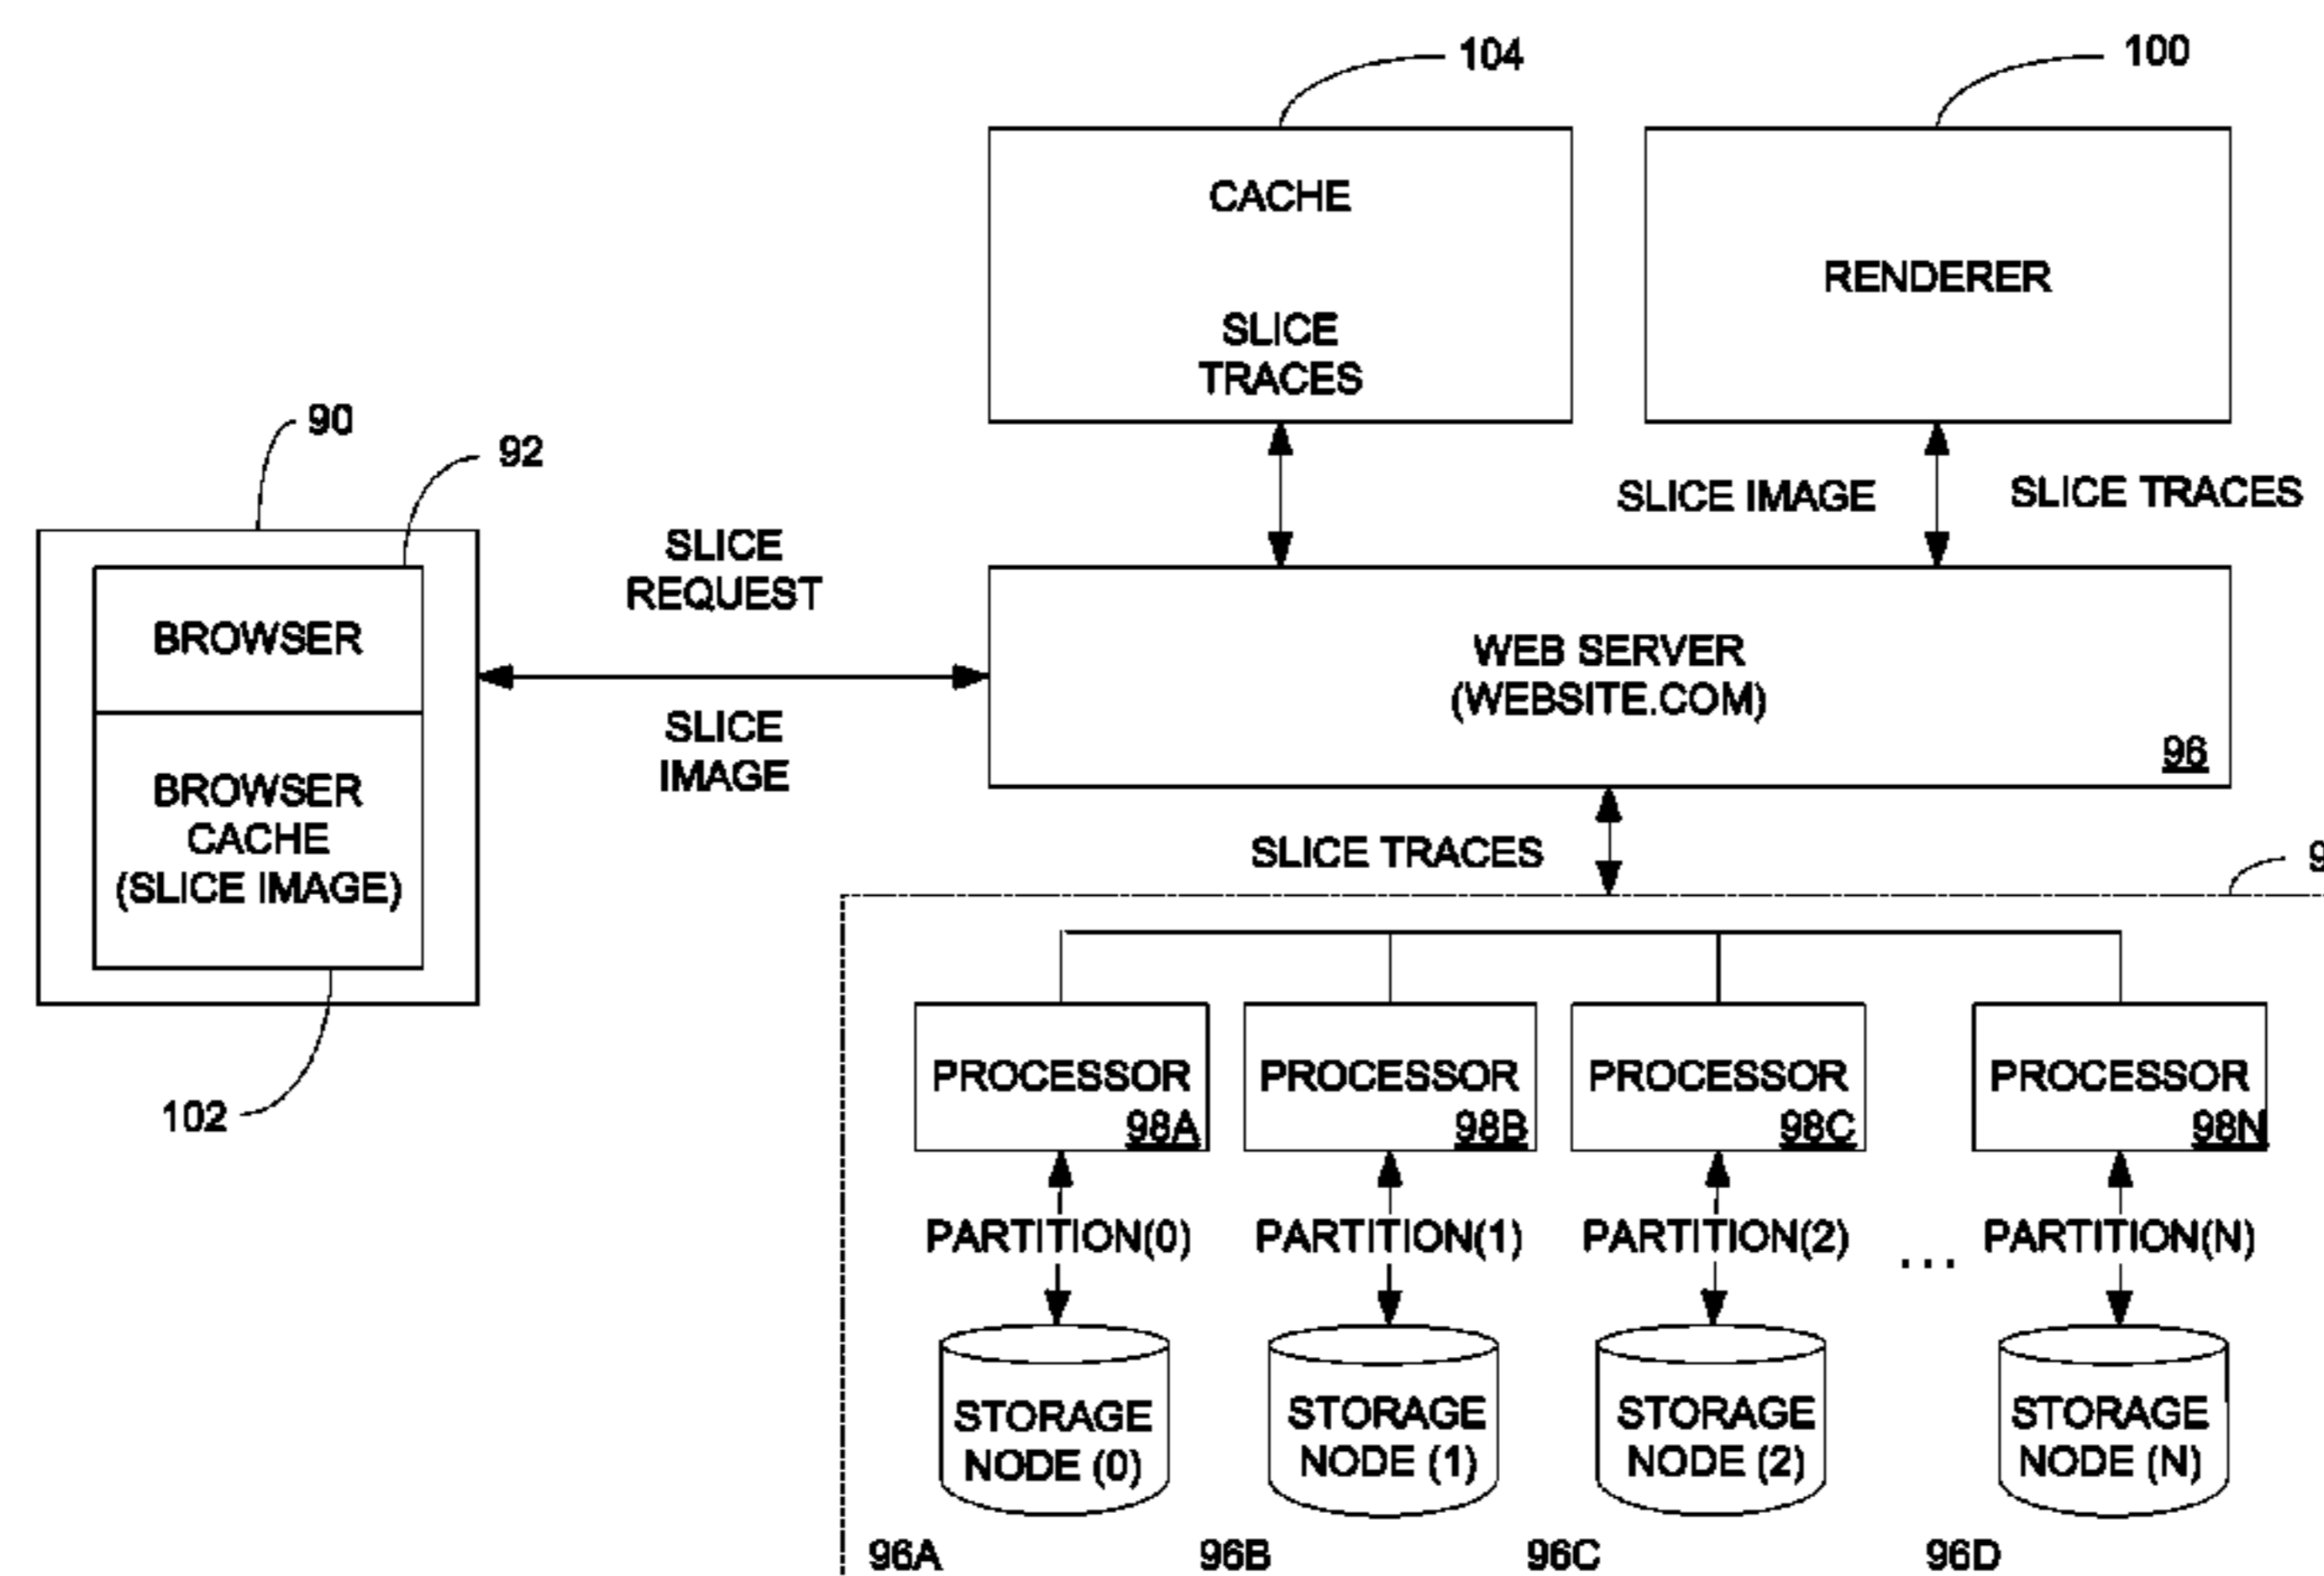 104
100
CACHE
SLICE
TRACES
RENDERER
90
92
SLICE IMAGE
SLICE TRACES
SLICE
REQUEST
BROWSER
WEB SERVER
(WEBSITE.COM)
96
SLICE
IMAGE
BROWSER
CACHE
(SLICE IMAGE)
SLICE TRACES
102
PROCESSOR
98A
PROCESSOR
98B
PROCESSOR
98C
PROCESSOR
98N
PARTITION(0)
PARTITION(1)
PARTITION(2)
...
PARTITION(N)
STORAGE
NODE (0)
STORAGE
NODE (1)
STORAGE
NODE (2)
STORAGE
NODE (N)
96A
96B
96C
96D